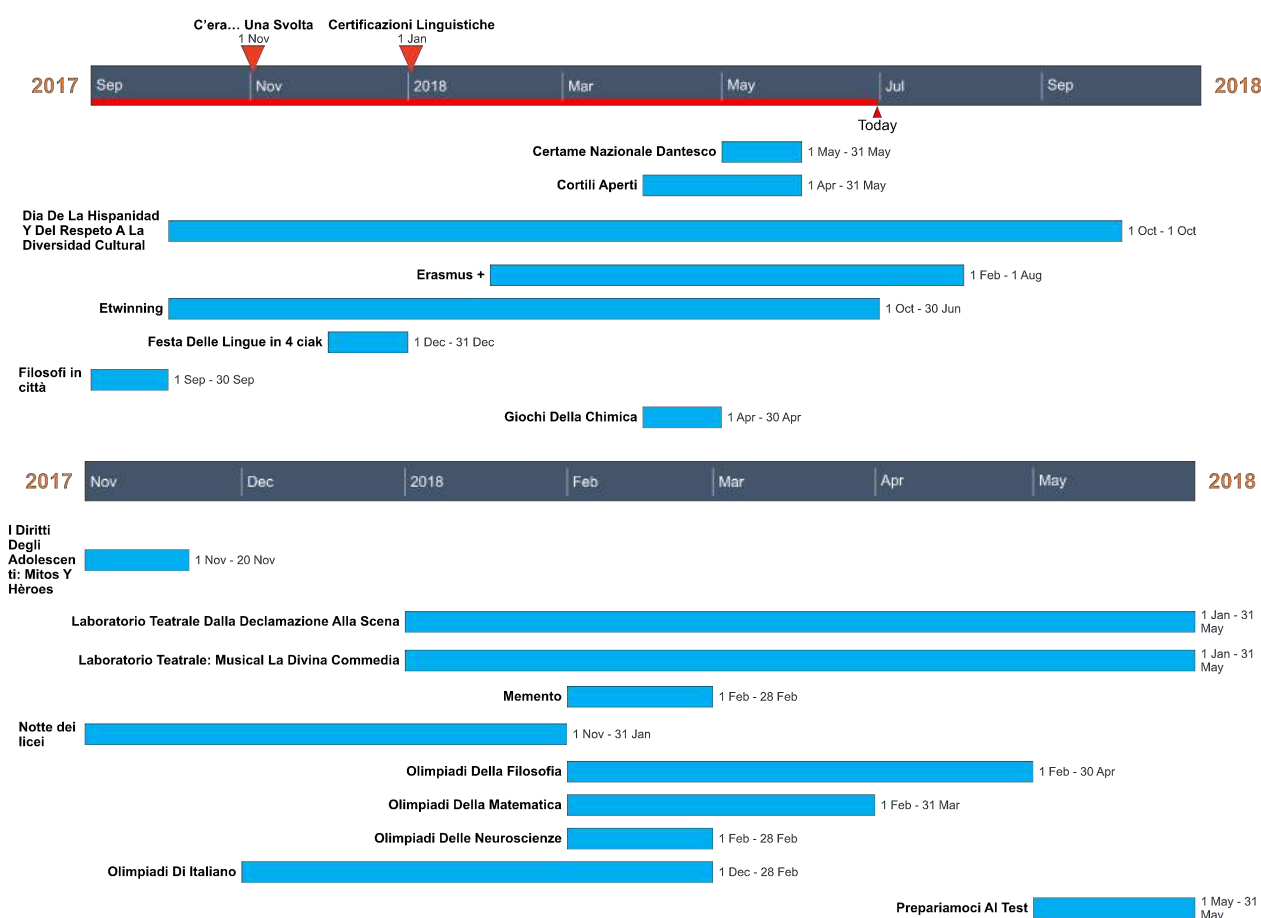 C'era... Una Svolta
Certificazioni Linguistiche
1 Nov
1 Jan
2017
Sep
Nov
2018
Mar
May
Jul
Sep
2018
Today
Certame Nazionale Dantesco
1 May - 31 May
Cortili Aperti
1 Apr - 31 May
Dia De La Hispanidad
Y Del Respeto A La
Diversidad Cultural
1 Oct - 1 Oct
Erasmus +
1 Feb - 1 Aug
Etwinning
1 Oct - 30 Jun
Festa Delle Lingue in 4 ciak
1 Dec - 31 Dec
Filosofi in
città
1 Sep - 30 Sep
Giochi Della Chimica
1 Apr - 30 Apr
2017
Nov
Dec
2018
Feb
Mar
Apr
May
2018
I Diritti
Degli
Adolescen
ti: Mitos Y
Hèroes
1 Nov - 20 Nov
Laboratorio Teatrale Dalla Declamazione Alla Scena
1 Jan - 31
May
Laboratorio Teatrale: Musical La Divina Commedia
1 Jan - 31
May
Memento
1 Feb - 28 Feb
Notte dei
licei
1 Nov - 31 Jan
Olimpiadi Della Filosofia
1 Feb - 30 Apr
Olimpiadi Della Matematica
1 Feb - 31 Mar
Olimpiadi Delle Neuroscienze
1 Feb - 28 Feb
Olimpiadi Di Italiano
1 Dec - 28 Feb
Prepariamoci Al Test
1 May - 31
May